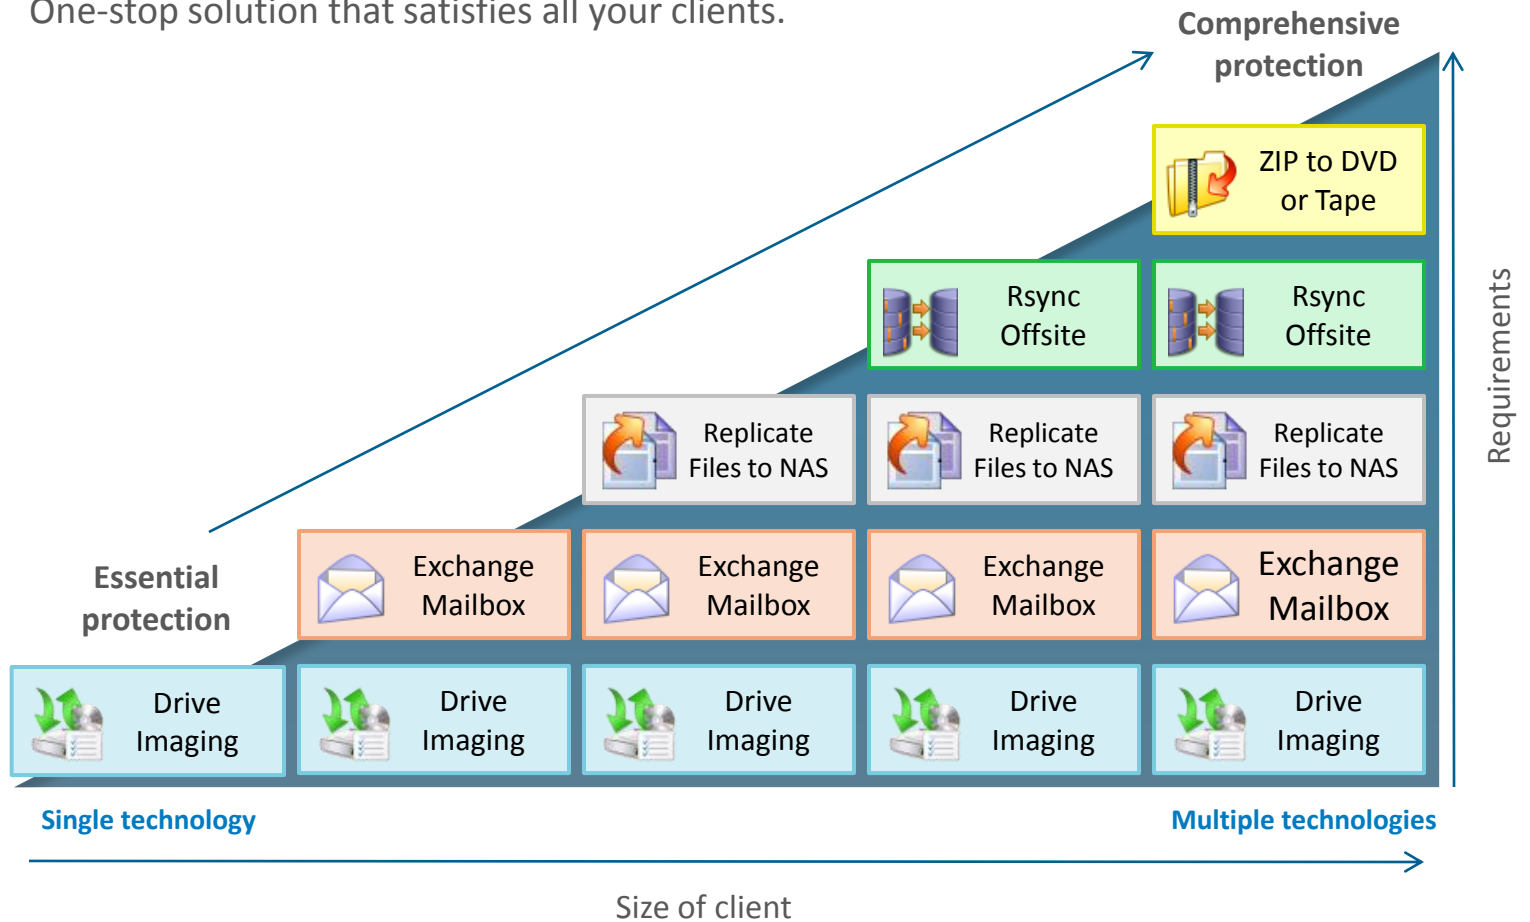 One-stop solution that satisfies all your clients.
Comprehensive
protection
ZIP to DVD
or Tape
Rsync
Offsite
Rsync
Offsite
Requirements
Replicate
Files to NAS
Replicate
Files to NAS
Replicate
Files to NAS
Essential
protection
Exchange
Mailbox
Exchange
Mailbox
Exchange
Mailbox
Exchange
Mailbox
Drive
Imaging
Drive
Imaging
Drive
Imaging
Drive
Imaging
Drive
Imaging
Single technology
Multiple technologies
Size of client